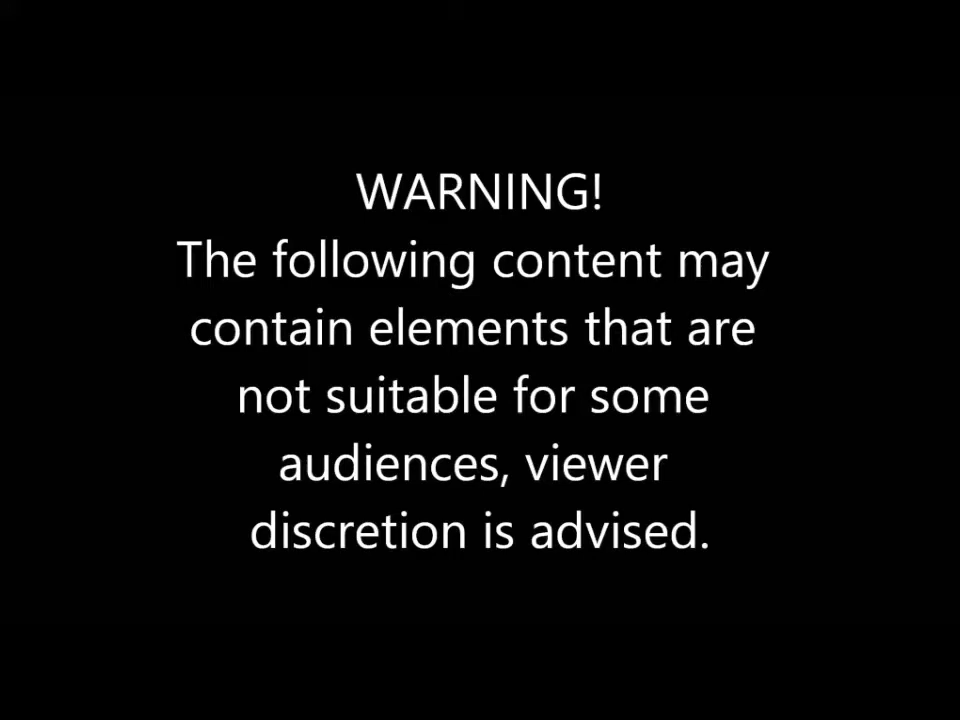 WARNING!
The following content may
contain elements that are
not suitable for some
audiences, viewer
discretion is advised.